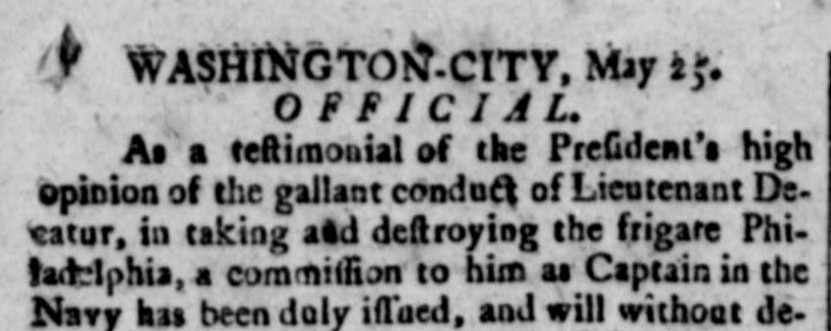 WASHINGTON-CITY, May 25.
OFFICIAL.
As a teſtimonial of the Preſident's high
opinion of the gallant conduct of Lieutenant De-
catur, in taking and deſtroying the frigate Phi-
ladelphia, a commiſſion to him as Captain in the
Navy has been duly iſſued, and will without de-